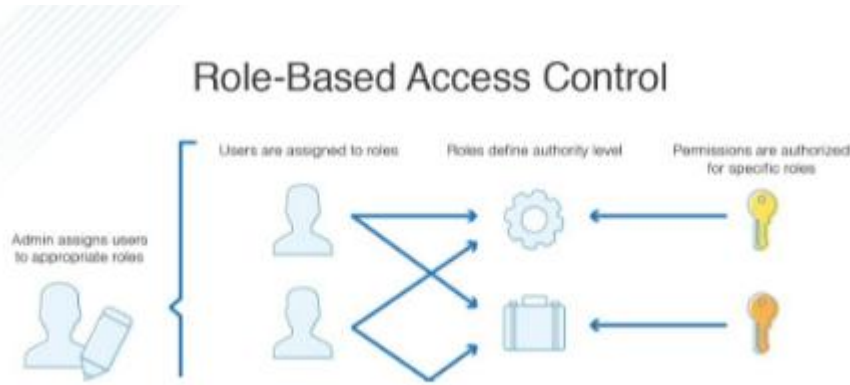 Role-Based Access Control
Users are assigned to roles
Roles define authority level
Permissions are authorized
for specific roles
Admin assigns users
to appropriate roles